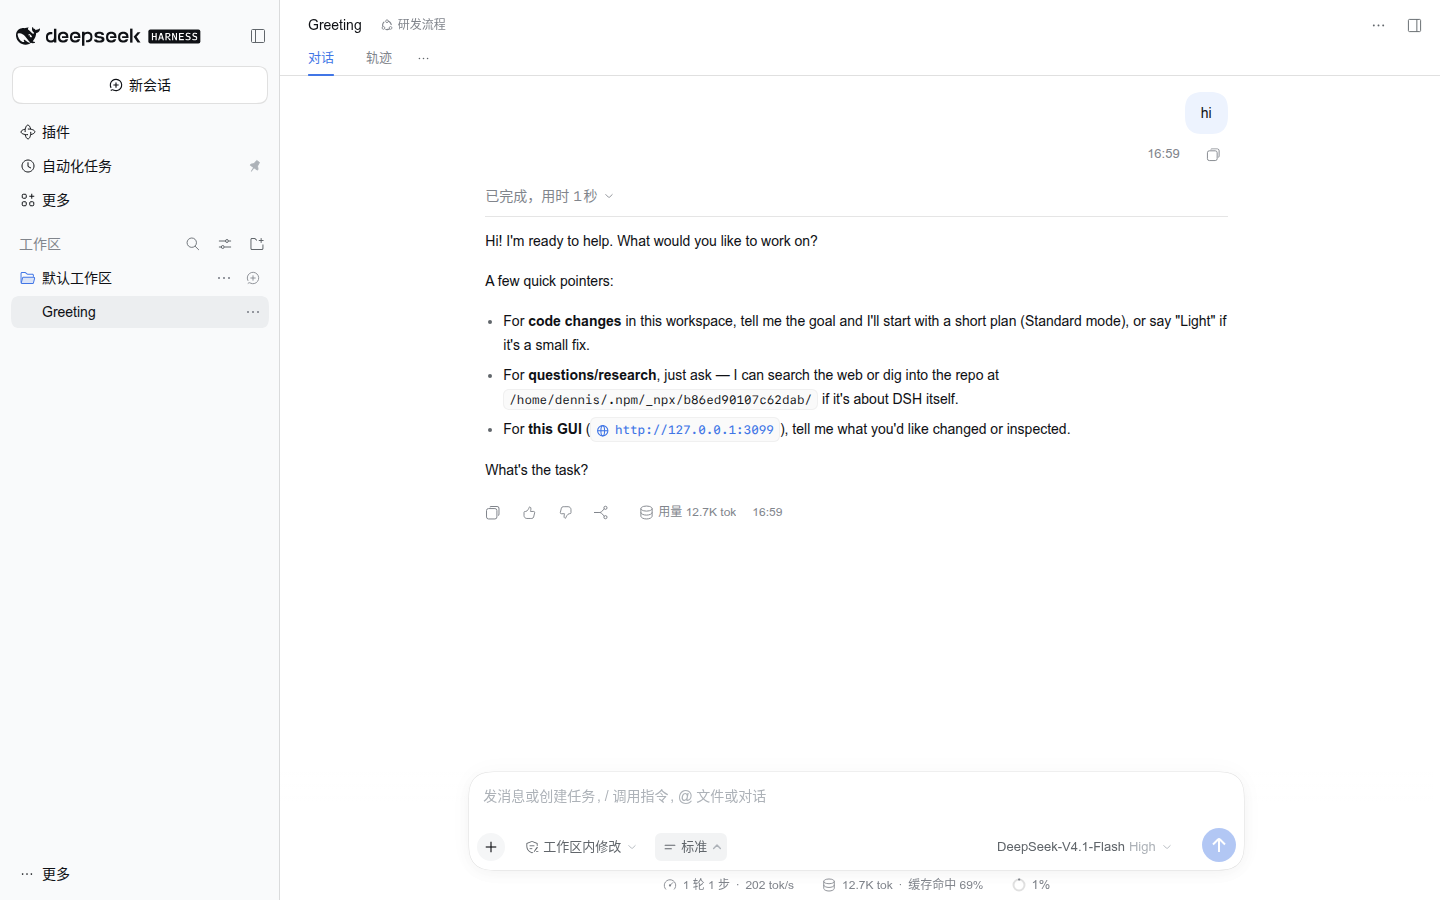 deepseek HARNESS
新会话
插件
自动化任务
更多
工作区
默认工作区
Greeting
更多
Greeting 研发流程
对话 轨迹
hi
16:59
已完成，用时 1 秒
Hi! I'm ready to help. What would you like to work on?
A few quick pointers:
For code changes in this workspace, tell me the goal and I'll start with a short plan (Standard mode), or say "Light" if
it's a small fix.
For questions/research, just ask — I can search the web or dig into the repo at
/home/dennis/.npm/_npx/b86ed90107c62dab/ if it's about DSH itself.
For this GUI ( http://127.0.0.1:3099 ), tell me what you'd like changed or inspected.
What's the task?
用量 12.7K tok 16:59
发消息或创建任务, / 调用指令, @ 文件或对话
工作区内修改 标准 DeepSeek-V4.1-Flash High
1 轮 1 步 · 202 tok/s 12.7K tok · 缓存命中 69% 1%